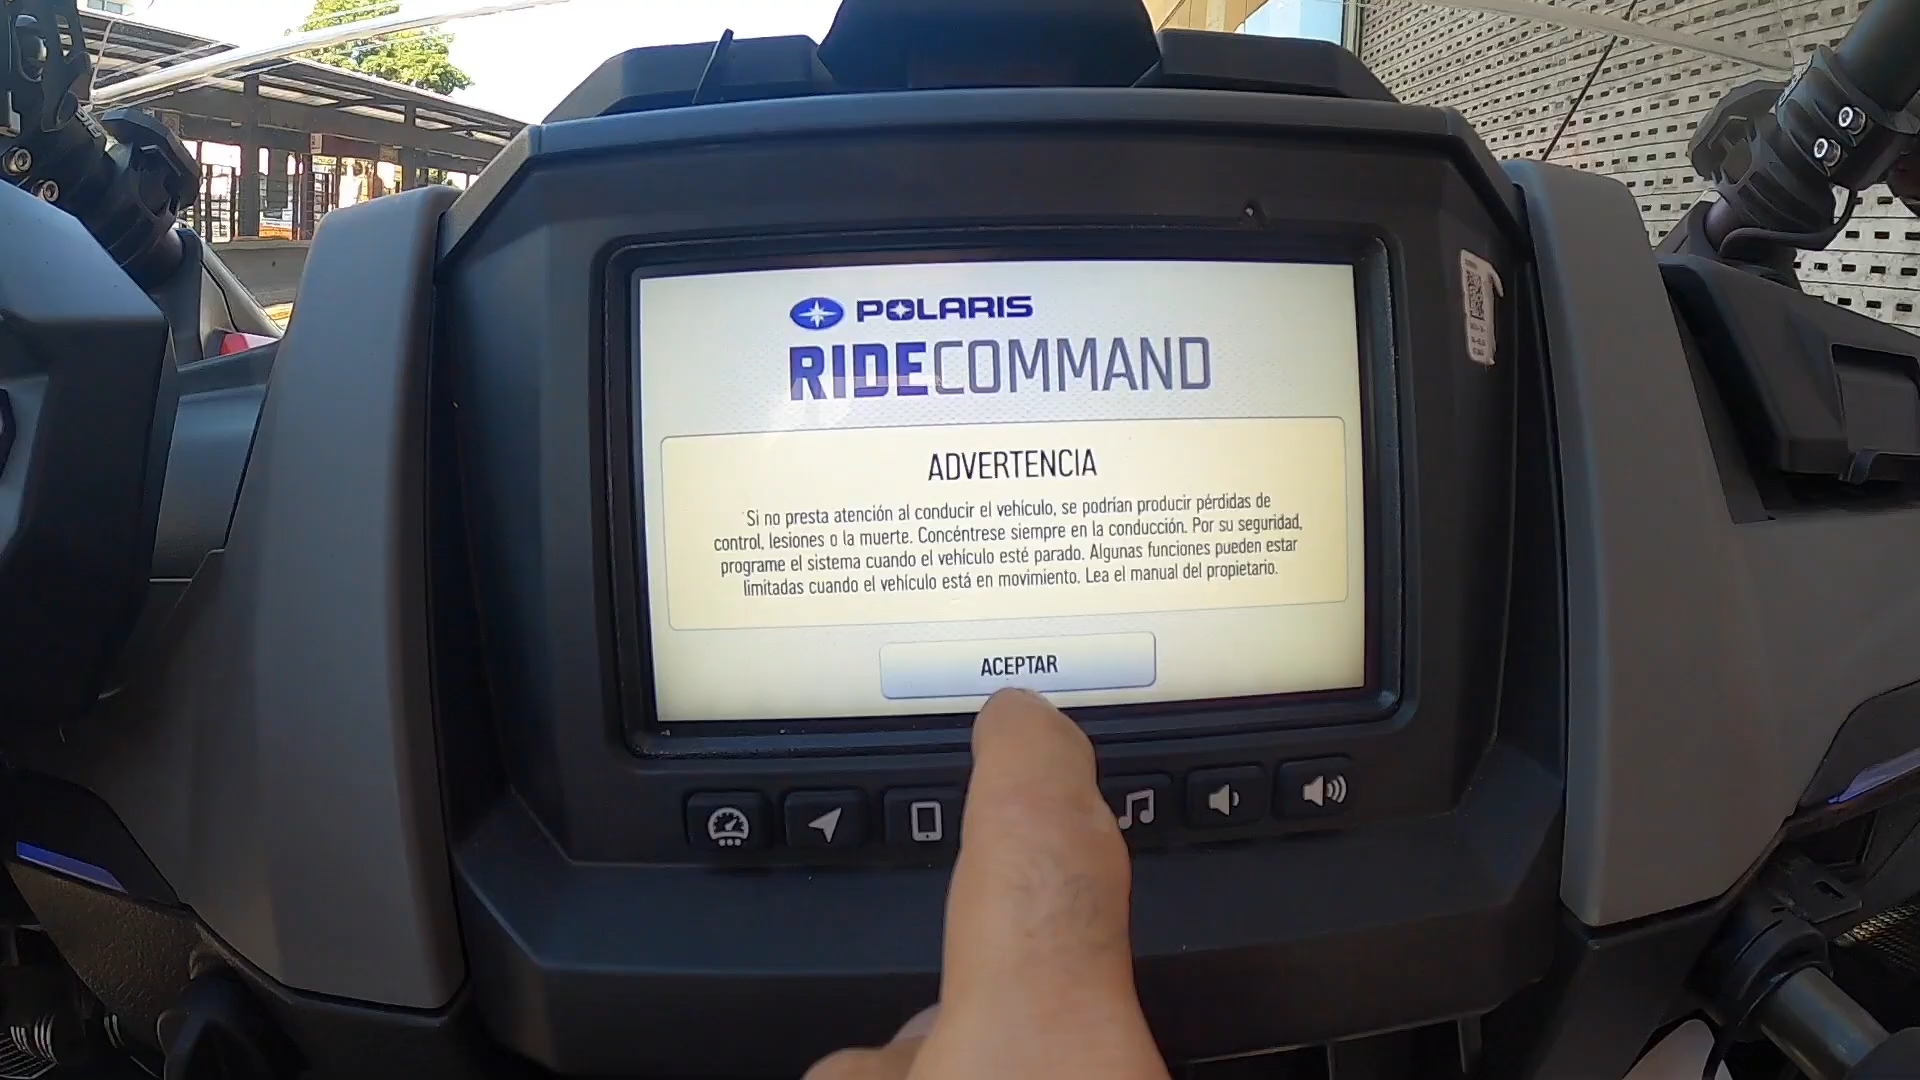 POLARIS
RIDECOMMAND
ADVERTENCIA
Si no presta atención al conducir el vehículo, se podrían producir pérdidas de
control, lesiones o la muerte. Concéntrese siempre en la conducción. Por su seguridad,
programe el sistema cuando el vehículo esté parado. Algunas funciones pueden estar
limitadas cuando el vehículo está en movimiento. Lea el manual del propietario.
ACEPTAR